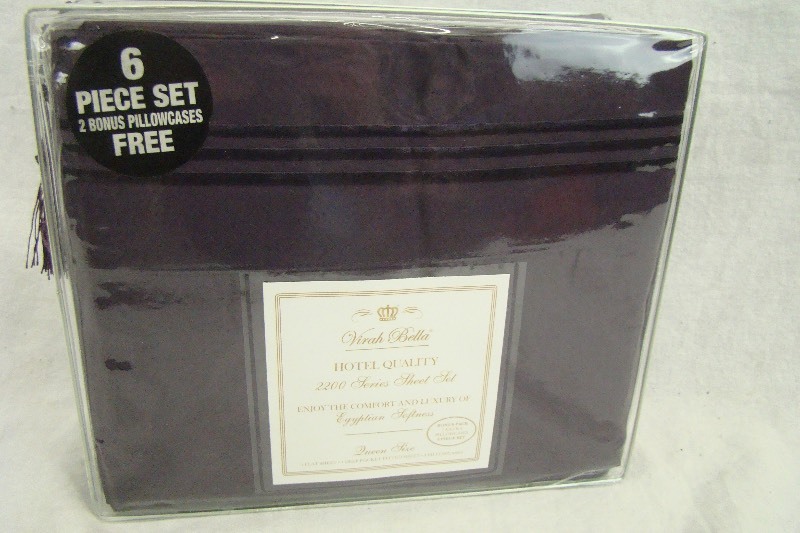 6
PIECE SET
2 BONUS PILLOWCASES
FREE
Virah Bella
HOTEL QUALITY
2200 Series Sheet Set
ENJOY THE COMFORT AND LUXURY OF
Egyptian Softness
Queen Size